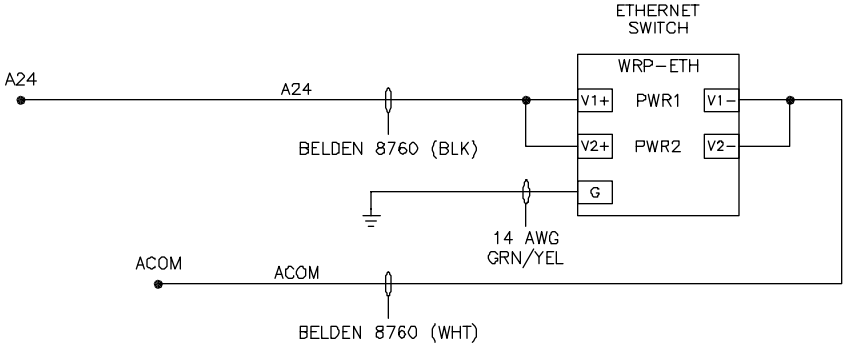 ETHERNET
SWITCH
WRP-ETH
A24
A24
V1+ PWR1 V1-
BELDEN 8760 (BLK)
V2+ PWR2 V2-
G
14 AWG
GRN/YEL
ACOM
ACOM
BELDEN 8760 (WHT)